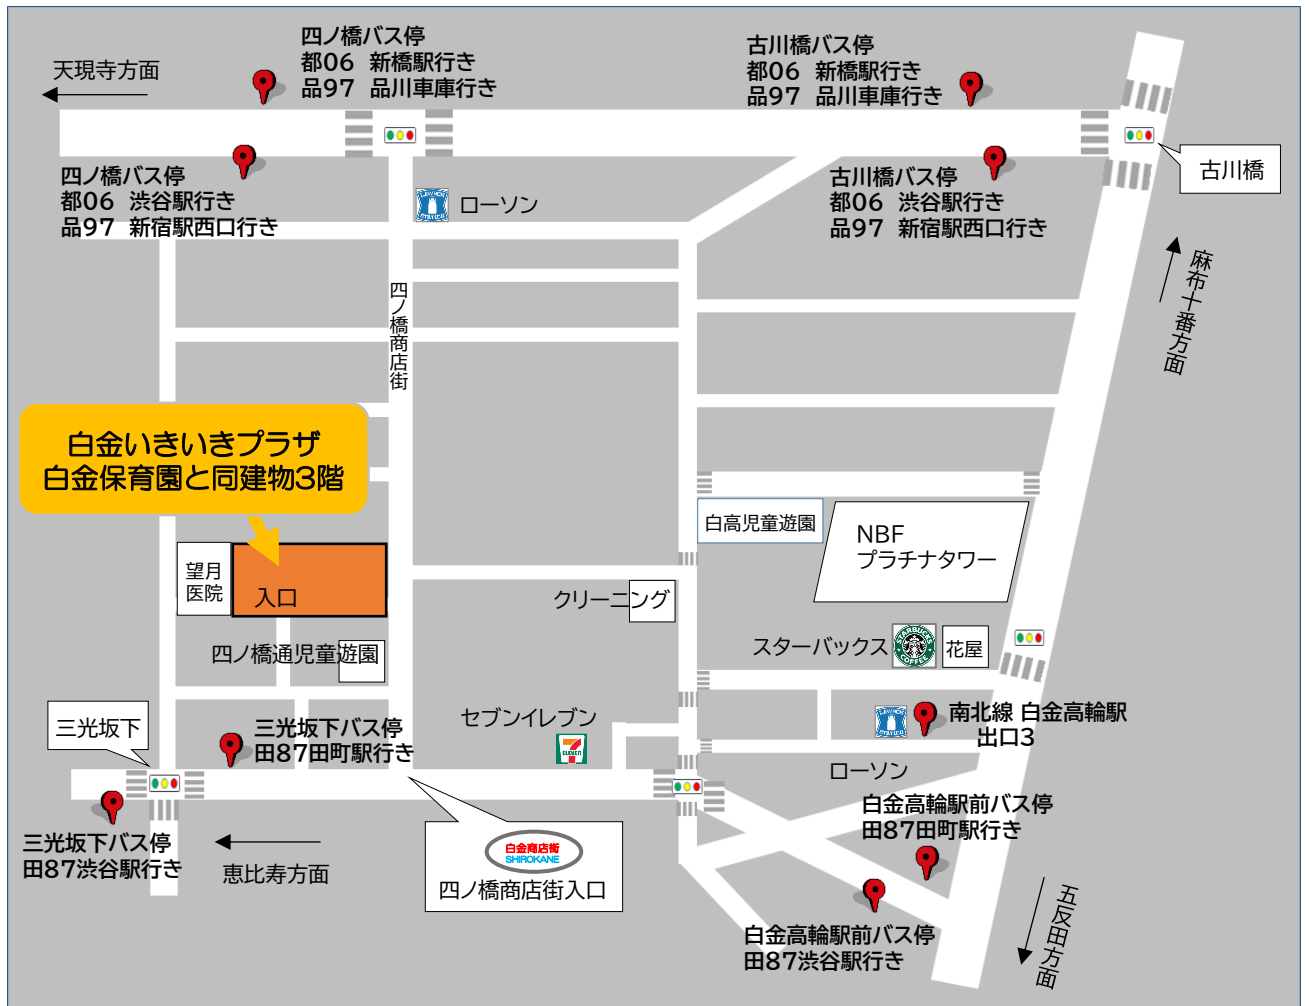 四ノ橋バス停
都06 新橋駅行き
品97 品川車庫行き
古川橋バス停
都06 新橋駅行き
品97 品川車庫行き
天現寺方面
四ノ橋バス停
都06 渋谷駅行き
品97 新宿駅西口行き
古川橋バス停
都06 渋谷駅行き
品97 新宿駅西口行き
古川橋
LAWSON
STATION
ローソン
麻布十番方面
四ノ橋商店街
白金いきいきプラザ
白金保育園と同建物3階
白高児童遊園
NBF
プラチナタワー
望月
医院
入口
クリーニング
四ノ橋通児童遊園
スターバックス
STARBUCKS
COFFEE
花屋
三光坂下
三光坂下バス停
田87田町駅行き
セブンイレブン
7
ELEVEN
LAWSON
STATION
南北線 白金高輪駅
出口3
ローソン
白金高輪駅前バス停
田87田町駅行き
三光坂下バス停
田87渋谷駅行き
恵比寿方面
白金商店街
SHIROKANE
四ノ橋商店街入口
白金高輪駅前バス停
田87渋谷駅行き
五反田方面